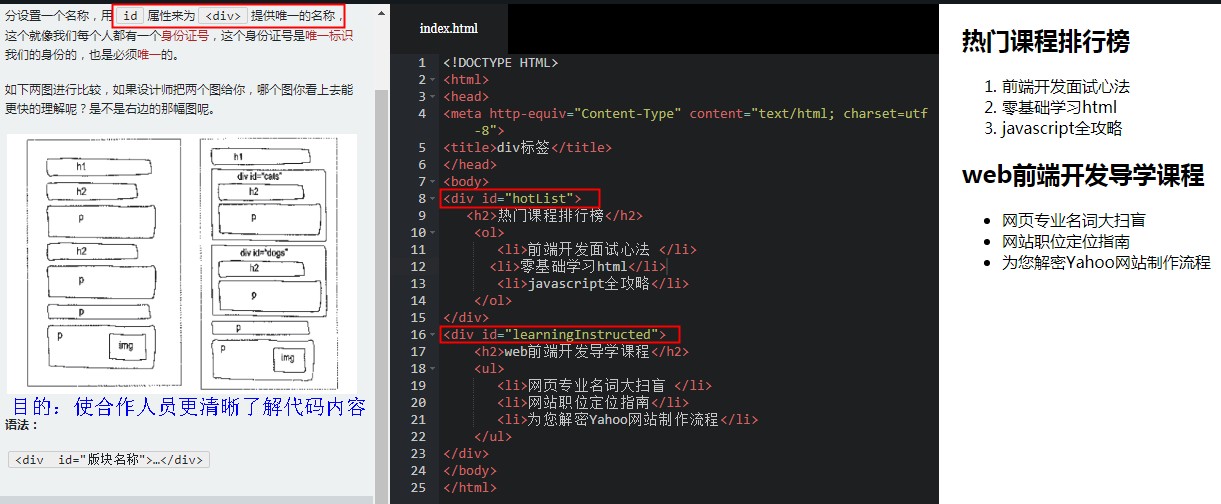 分设置一个名称，用 id 属性来为 <div> 提供唯一的名称，
这个就像我们每个人都有一个身份证号，这个身份证号是唯一标识
我们的身份的，也是必须唯一的。
如下两图进行比较，如果设计师把两个图给你，哪个图你看上去能
更快的理解呢？是不是右边的那幅图呢。
h1
h2
p
h2
p
p
p
img
h1
div id="cats"
h2
p
div id="dogs"
h2
p
p
p
img
目的：使合作人员更清晰了解代码内容
语法：
<div  id="版块名称">…</div>
index.html
1 <!DOCTYPE HTML>
2 <html>
3 <head>
4 <meta http-equiv="Content-Type" content="text/html; charset=utf
-8">
5 <title>div标签</title>
6 </head>
7 <body>
8 <div id="hotList">
9 <h2>热门课程排行榜</h2>
10 <ol>
11 <li>前端开发面试心法 </li>
12 <li>零基础学习html</li>
13 <li>javascript全攻略</li>
14 </ol>
15 </div>
16 <div id="learningInstructed">
17 <h2>web前端开发导学课程</h2>
18 <ul>
19 <li>网页专业名词大扫盲 </li>
20 <li>网站职位定位指南</li>
21 <li>为您解密Yahoo网站制作流程</li>
22 </ul>
23 </div>
24 </body>
25 </html>
热门课程排行榜
1. 前端开发面试心法
2. 零基础学习html
3. javascript全攻略
web前端开发导学课程
• 网页专业名词大扫盲
• 网站职位定位指南
• 为您解密Yahoo网站制作流程